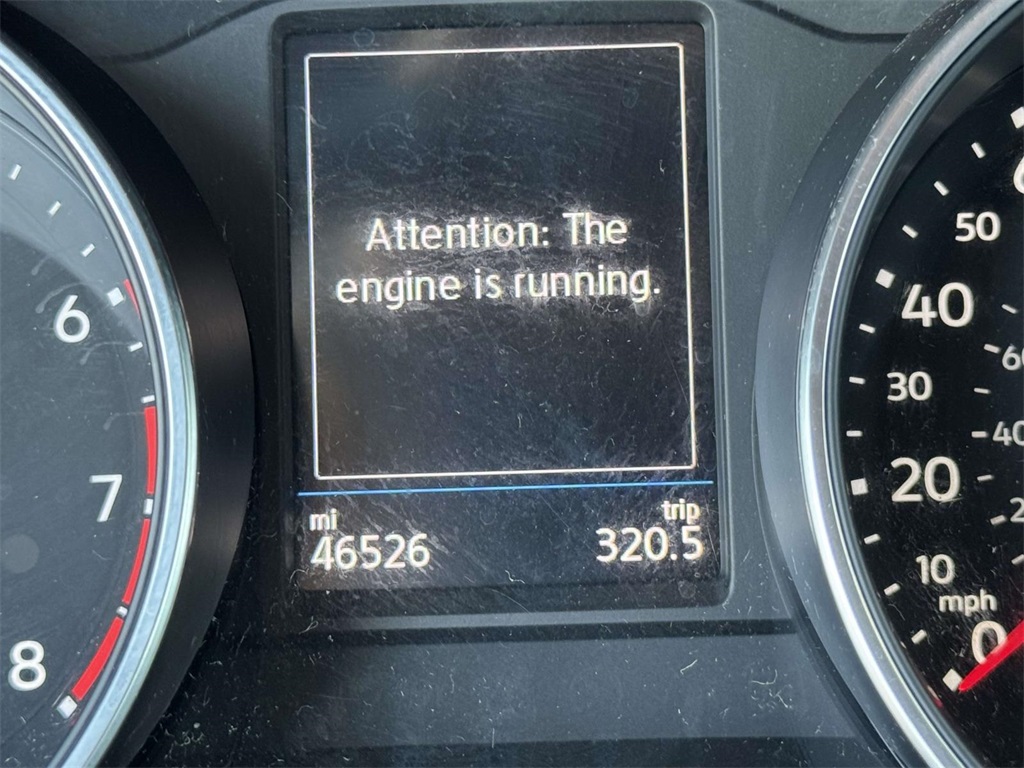 Attention: The
engine is running.
mi
46526
trip
320.5
6
7
8
50
40
30
20
10
mph
0